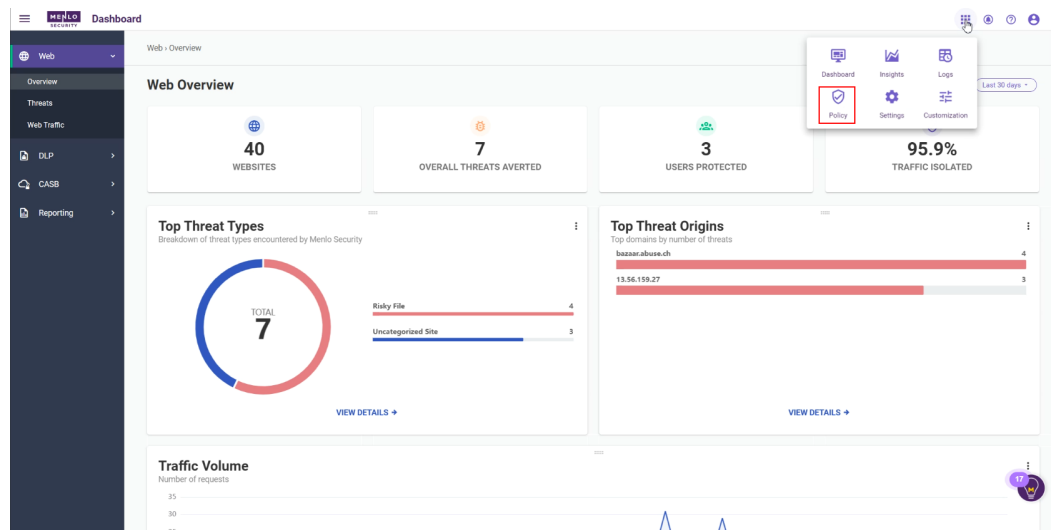 MENLO
SECURITY
Dashboard
Web
Overview
Threats
Web Traffic
DLP
CASB
Reporting
Web › Overview
Web Overview
Dashboard
Insights
Logs
Policy
Settings
Customization
Last 30 days
40
WEBSITES
7
OVERALL THREATS AVERTED
3
USERS PROTECTED
95.9%
TRAFFIC ISOLATED
Top Threat Types
Breakdown of threat types encountered by Menlo Security
TOTAL
7
Risky File 4
Uncategorized Site 3
VIEW DETAILS →
Top Threat Origins
Top domains by number of threats
bazaar.abuse.ch 4
13.56.159.27 3
VIEW DETAILS →
Traffic Volume
Number of requests
35
30
17
M